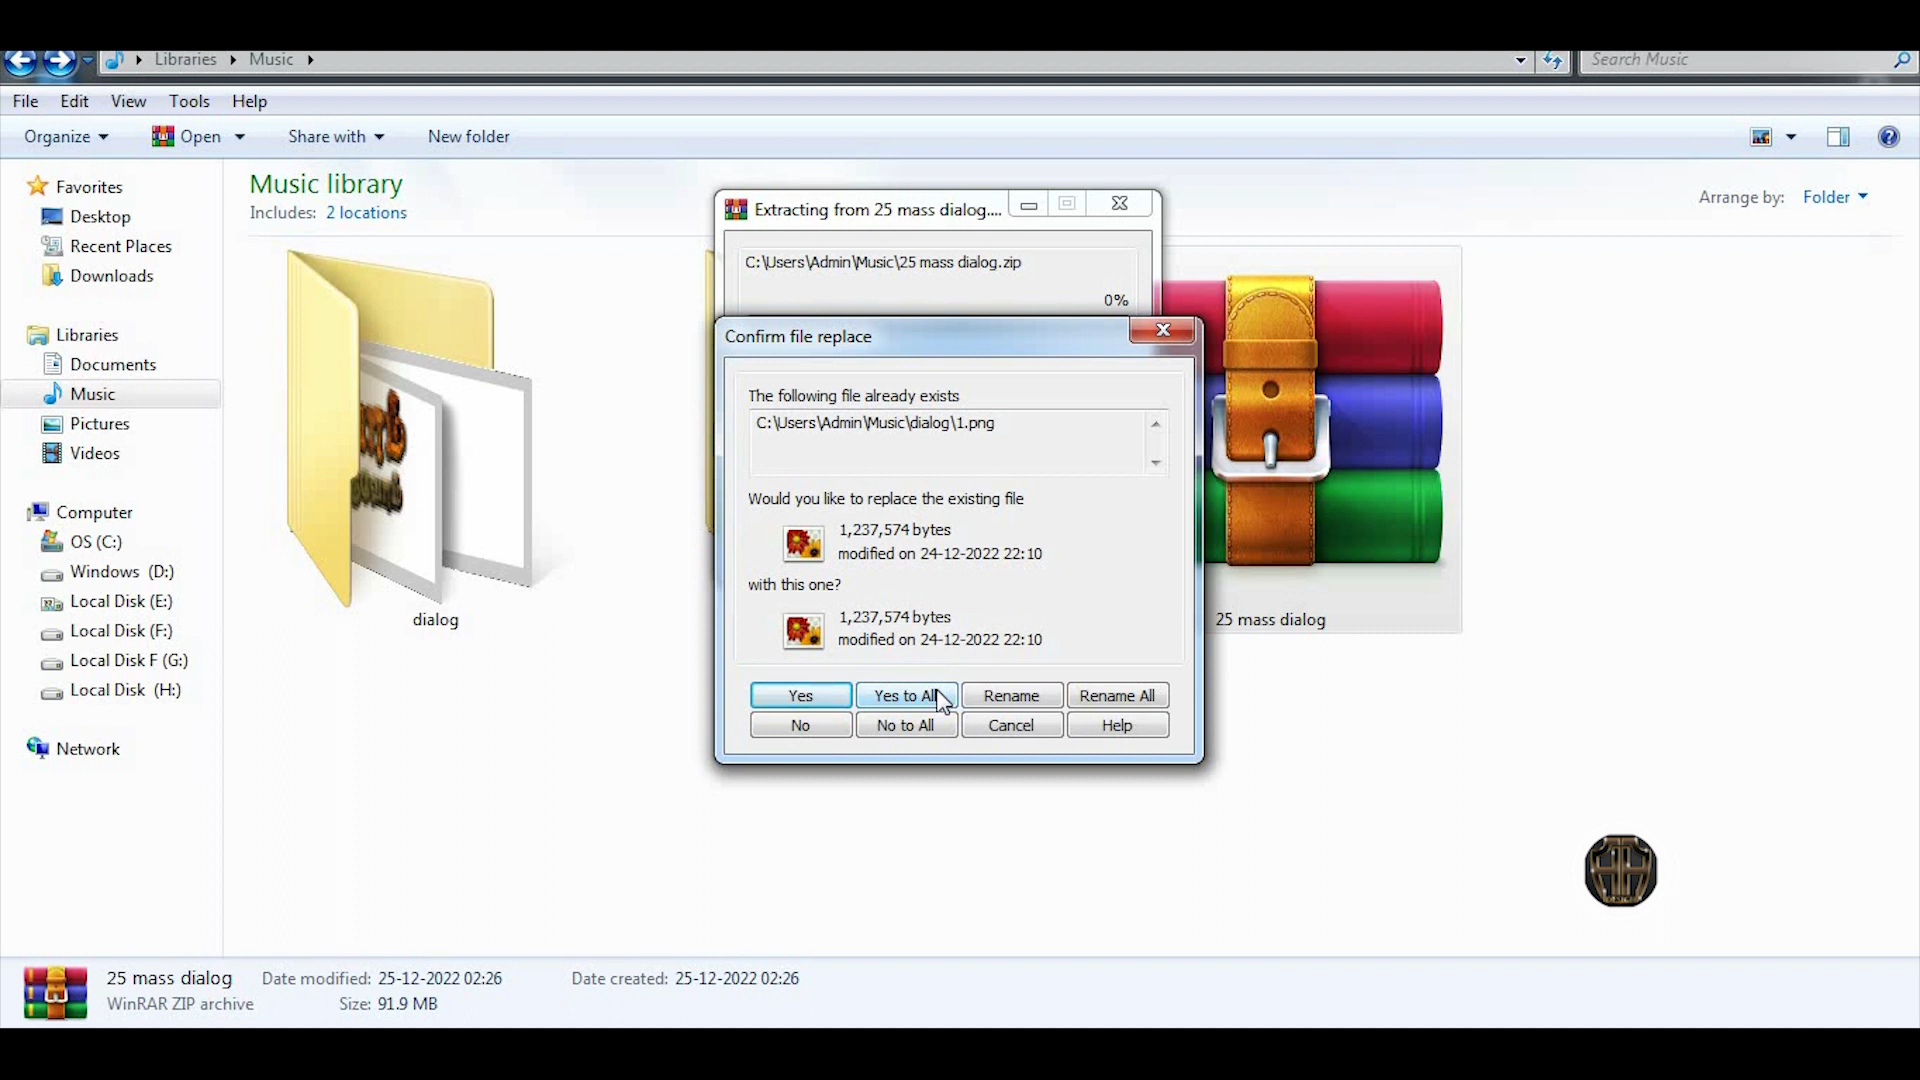 Libraries Music
Search Music
File Edit View Tools Help
Organize Open Share with New folder
Favorites
Desktop
Recent Places
Downloads
Libraries
Documents
Music
Pictures
Videos
Computer
OS (C:)
Windows (D:)
Local Disk (E:)
Local Disk (F:)
Local Disk F (G:)
Local Disk (H:)
Network
Music library
Includes: 2 locations
Arrange by: Folder
dialog
25 mass dialog
Extracting from 25 mass dialog....
C:\Users\Admin\Music\25 mass dialog.zip
0%
Confirm file replace
The following file already exists
C:\Users\Admin\Music\dialog\1.png
Would you like to replace the existing file
1,237,574 bytes
modified on 24-12-2022 22:10
with this one?
1,237,574 bytes
modified on 24-12-2022 22:10
Yes Yes to All Rename Rename All
No No to All Cancel Help
25 mass dialog Date modified: 25-12-2022 02:26 Date created: 25-12-2022 02:26
WinRAR ZIP archive Size: 91.9 MB